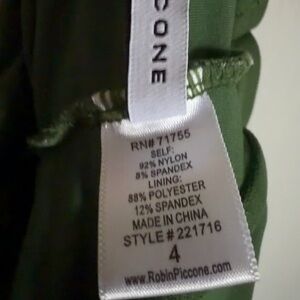 CCONE
RN# 71755
SELF:
92% NYLON
8% SPANDEX
LINING:
88% POLYESTER
12% SPANDEX
MADE IN CHINA
STYLE #221716
4
www.RobinPiccone.com